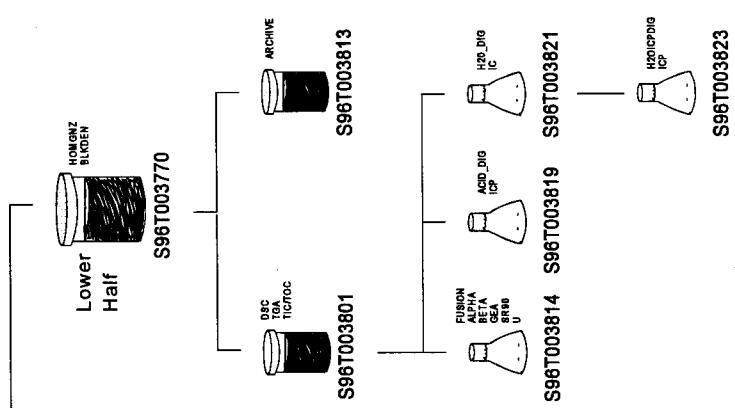 Lower
Half
HOMGNZ
BLKDEN
S96T003770
DSC
TGA
TIC/TOC
S96T003801
ARCHIVE
S96T003813
FUSION
ALPHA
BETA
GEA
SR90
U
S96T003814
ACID_DIG
ICP
S96T003819
H20_DIG
IC
S96T003821
H2OICPDIG
ICP
S96T003823